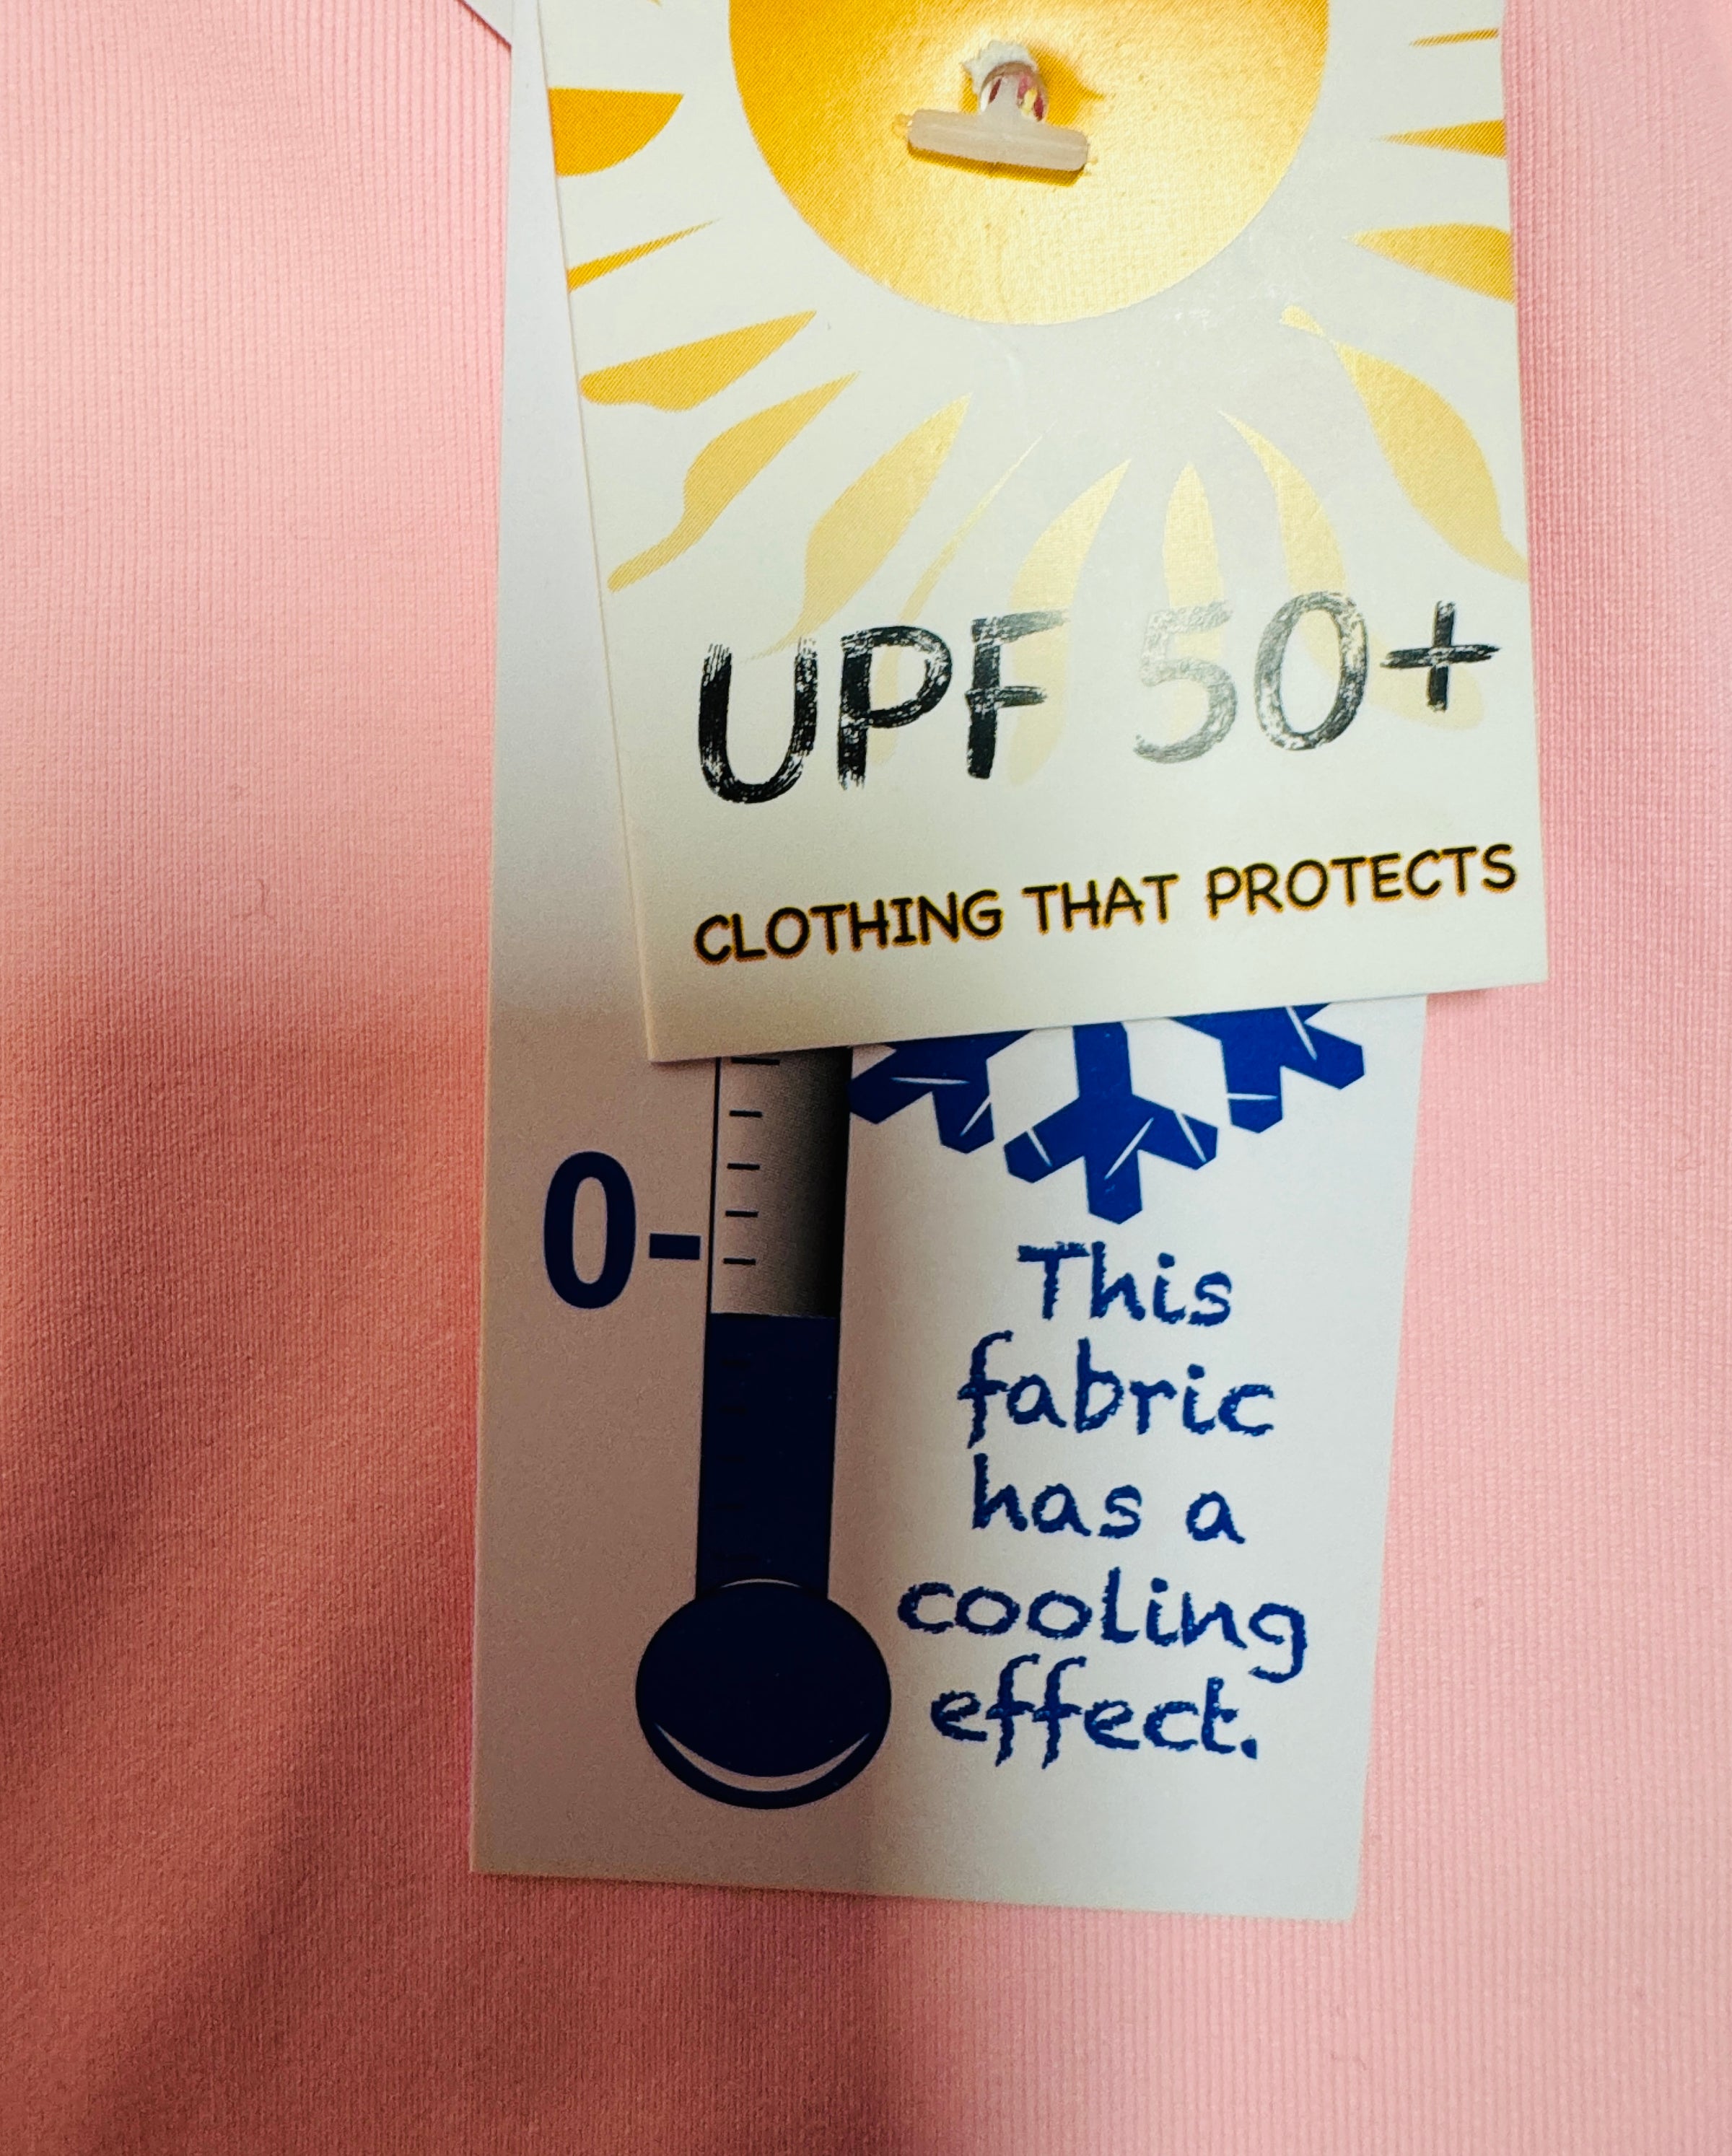 UPF 50+
CLOTHING THAT PROTECTS
0-
This
fabric
has a
cooling
effect.